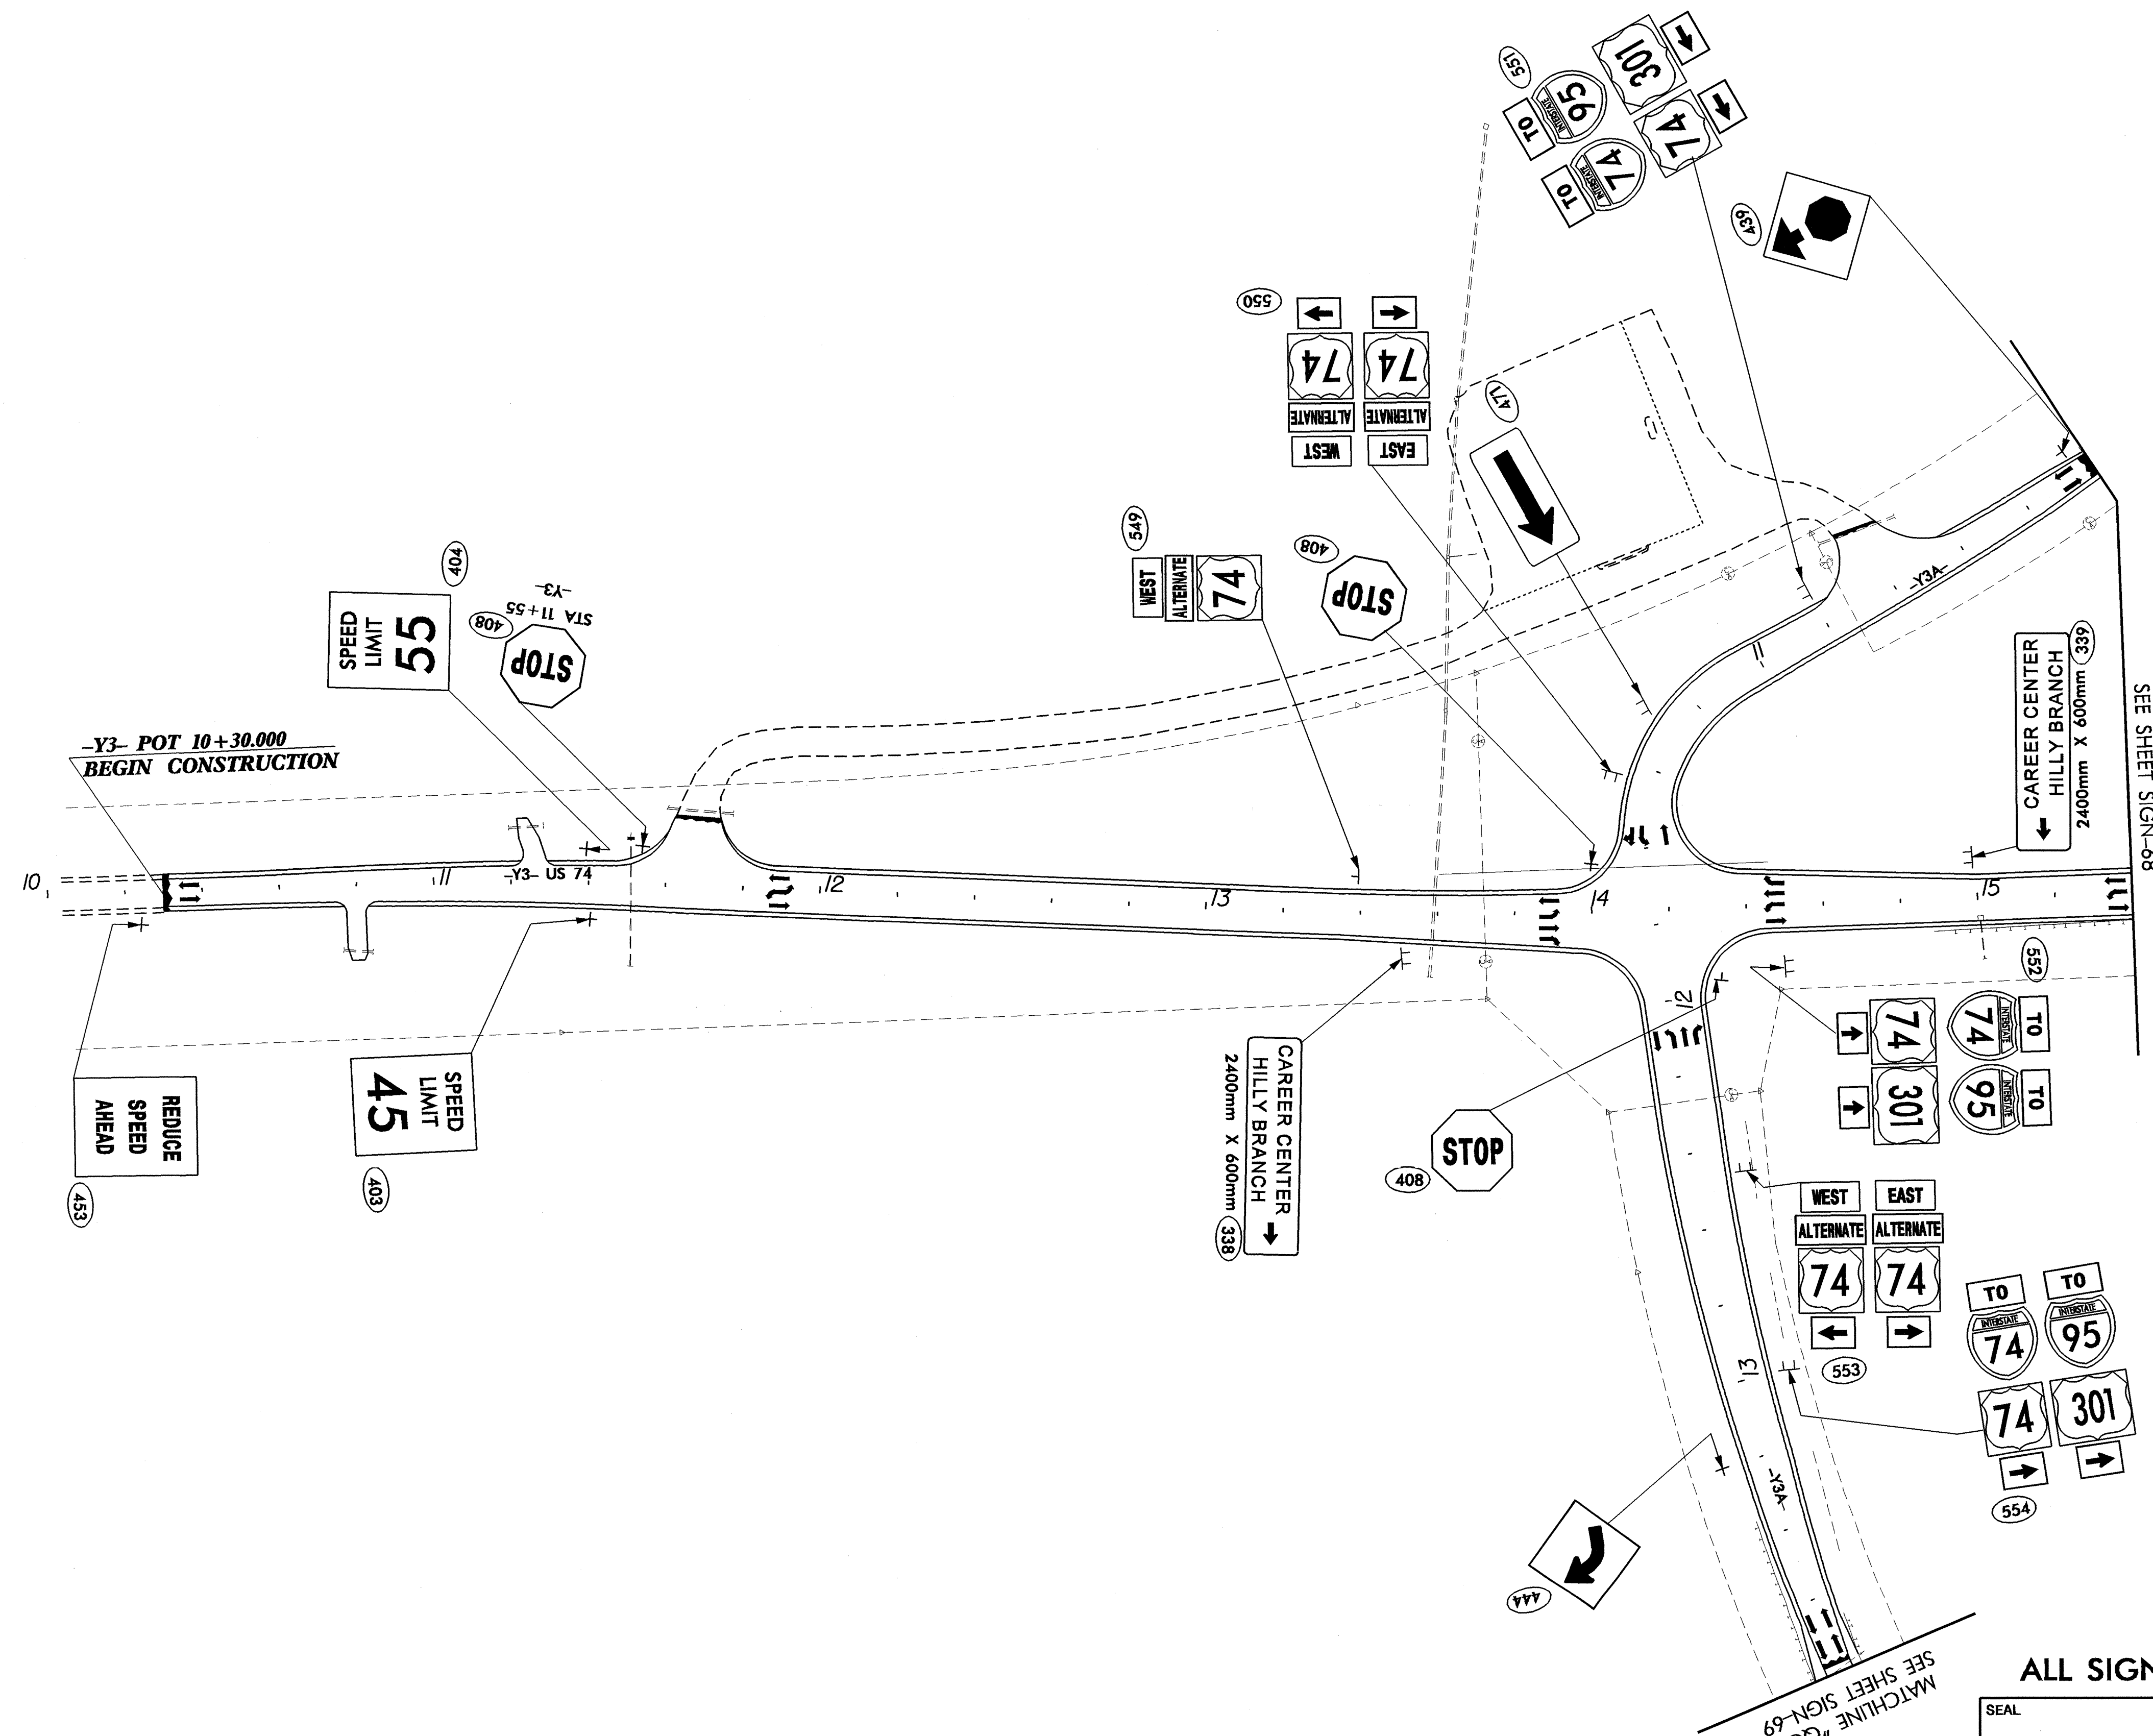 301
551
INTERSTATE
95
TO
74
INTERSTATE
74
TO
439
550
74
ALTERNATE
WEST
74
ALTERNATE
EAST
471
549
WEST
ALTERNATE
74
408
STOP
404
SPEED
LIMIT
55
-Y3-
STA 11+55
408
STOP
-Y3- POT 10+30.000
BEGIN CONSTRUCTION
-Y3A-
CAREER CENTER
HILLY BRANCH
2400mm X 600mm
339
SEE SHEET SIGN-68
10
11
-Y3- US 74
12
13
14
15
12
13
552
TO
INTERSTATE
74
74
TO
INTERSTATE
95
301
REDUCE
SPEED
AHEAD
453
SPEED
LIMIT
45
403
CAREER CENTER
HILLY BRANCH
2400mm X 600mm
338
STOP
408
WEST
ALTERNATE
74
EAST
ALTERNATE
74
553
TO
INTERSTATE
74
74
TO
INTERSTATE
95
301
554
-Y3A-
444
MATCHLINE
SEE SHEET SIGN-69
ALL SIGN
SEAL